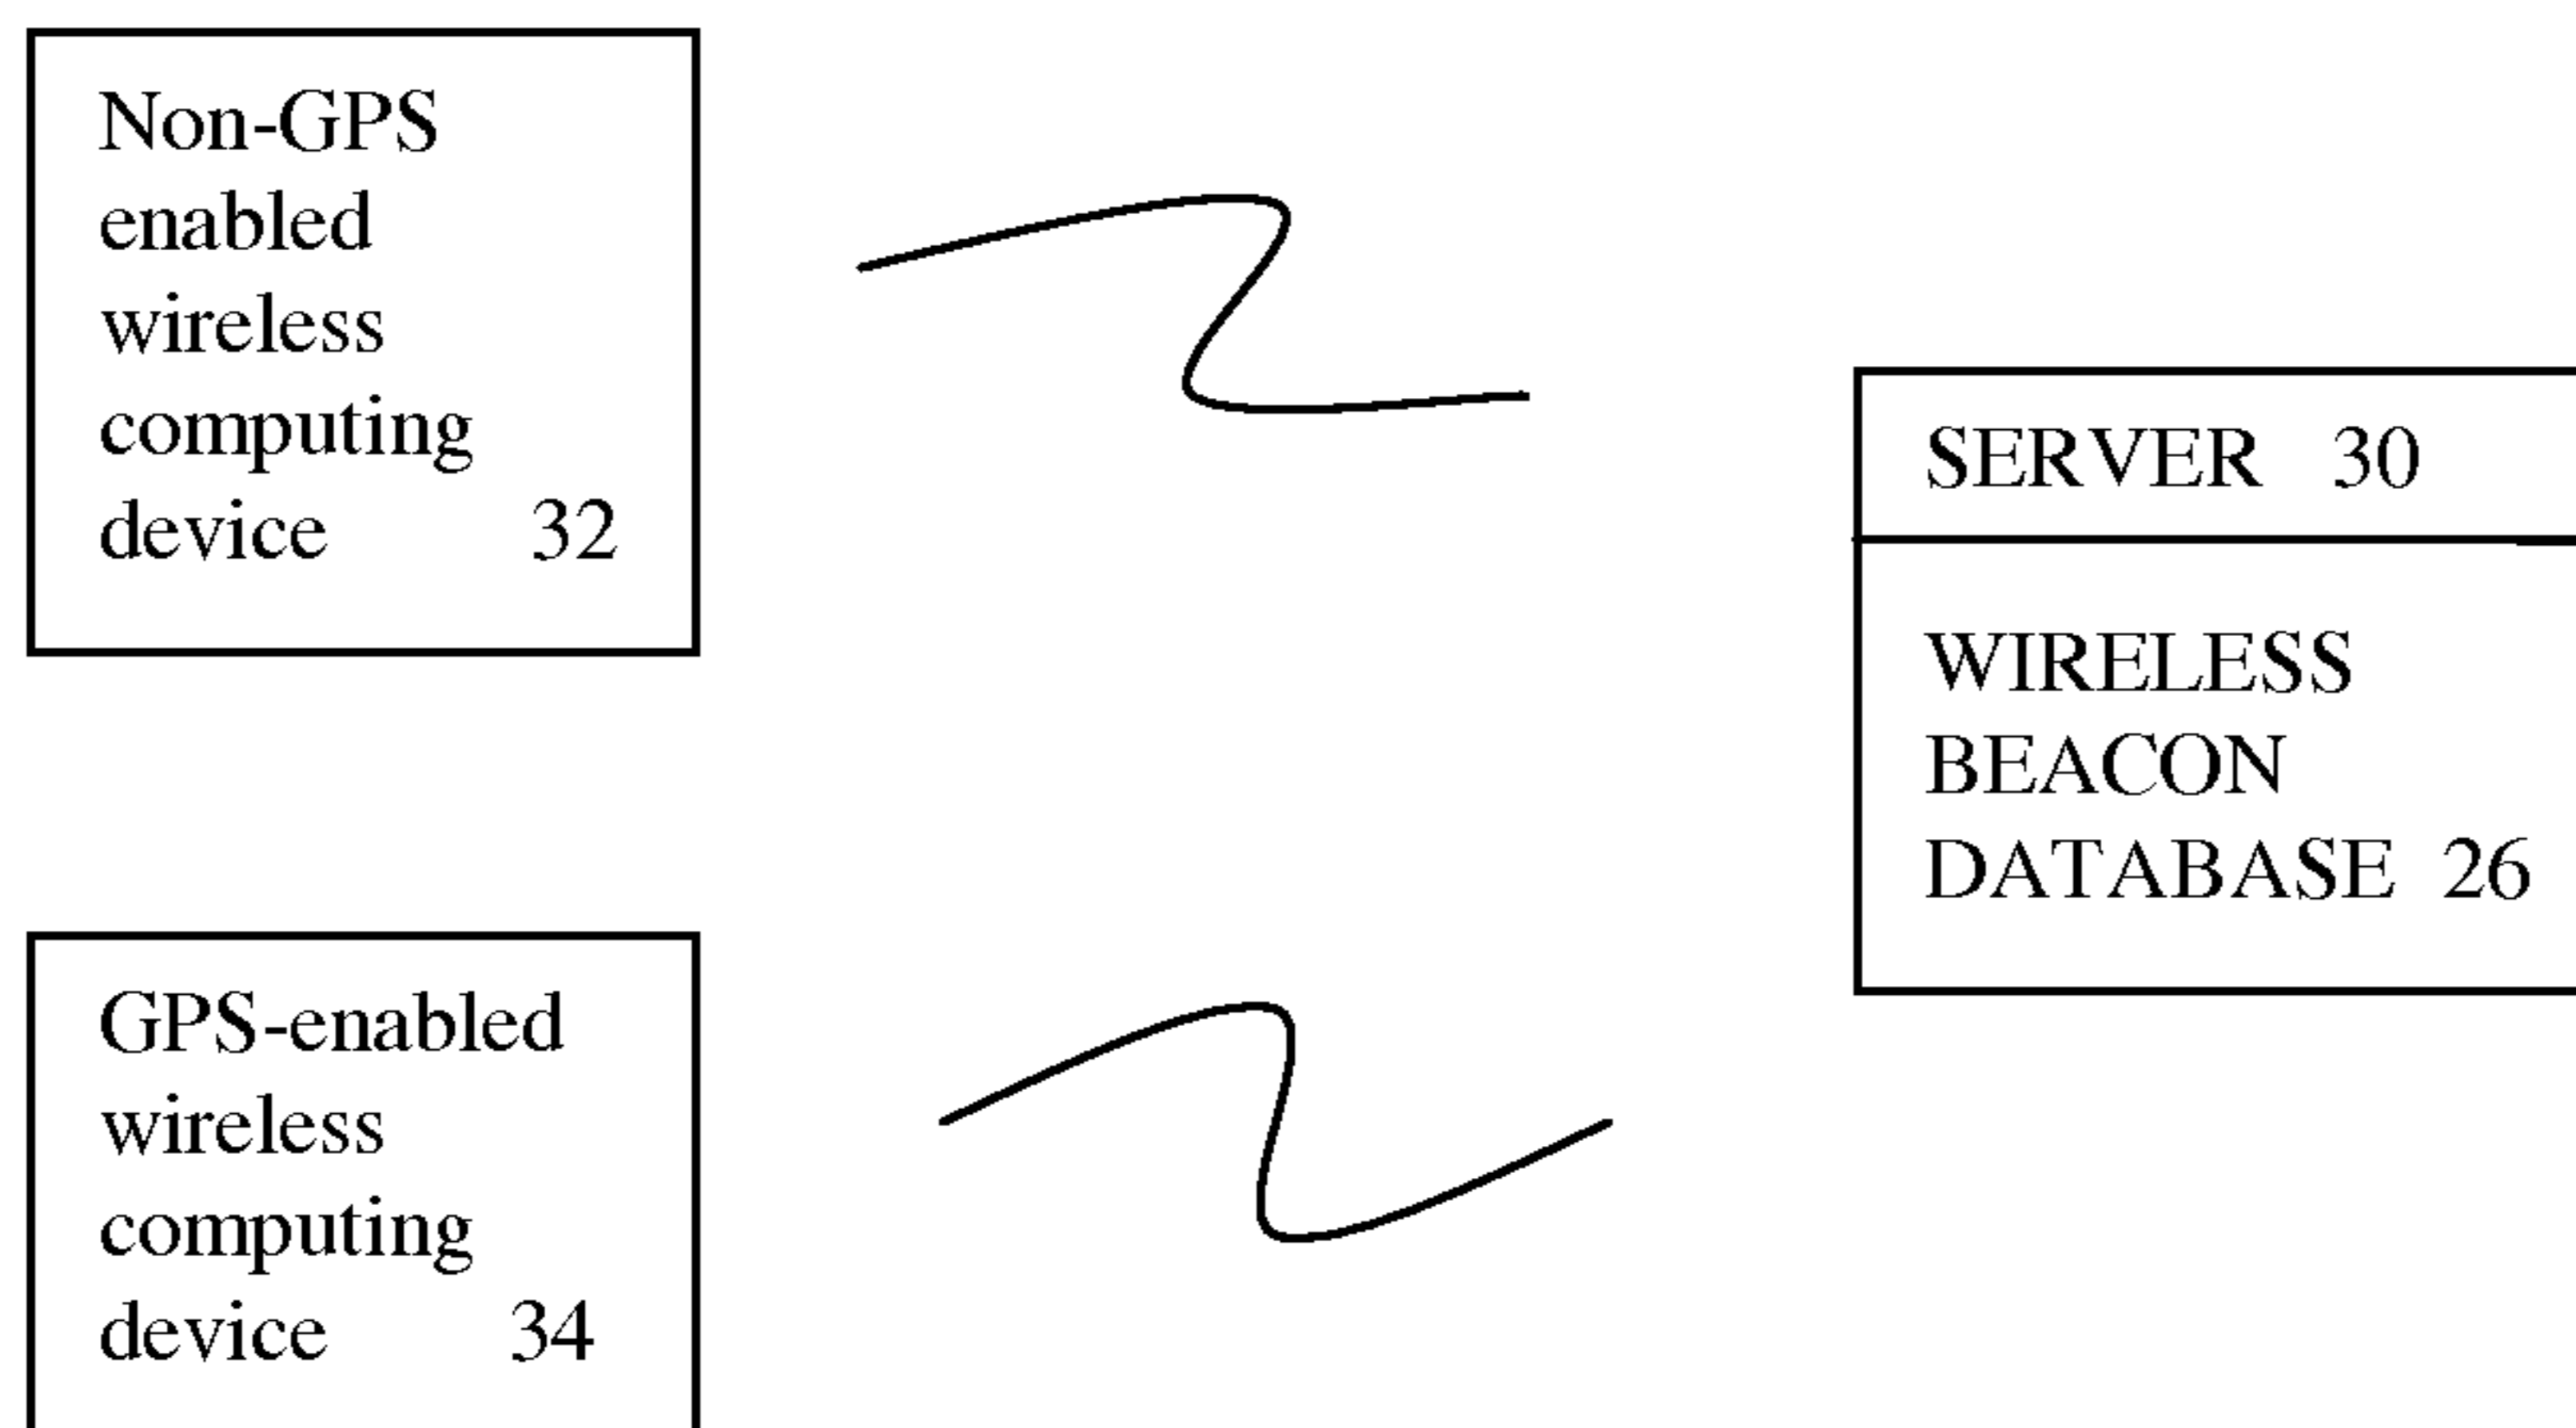 Non-GPS
enabled
wireless
computing
device 32
SERVER 30
WIRELESS
BEACON
DATABASE 26
GPS-enabled
wireless
computing
device 34